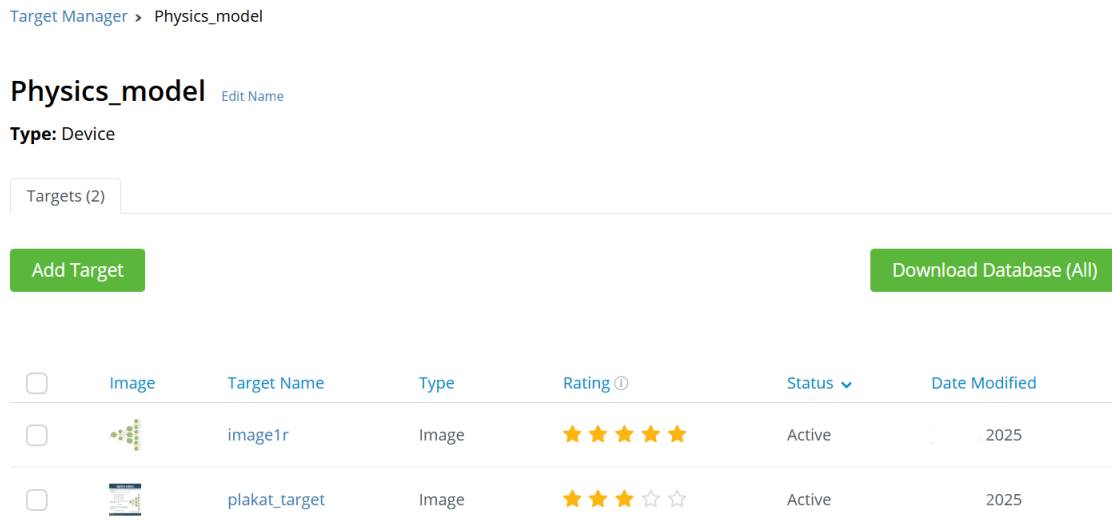 Target Manager > Physics_model
Physics_model Edit Name
Type: Device
Targets (2)
Add Target Download Database (All)
Image Target Name Type Rating Status Date Modified
image1r Image Active 2025
plakat_target Image Active 2025